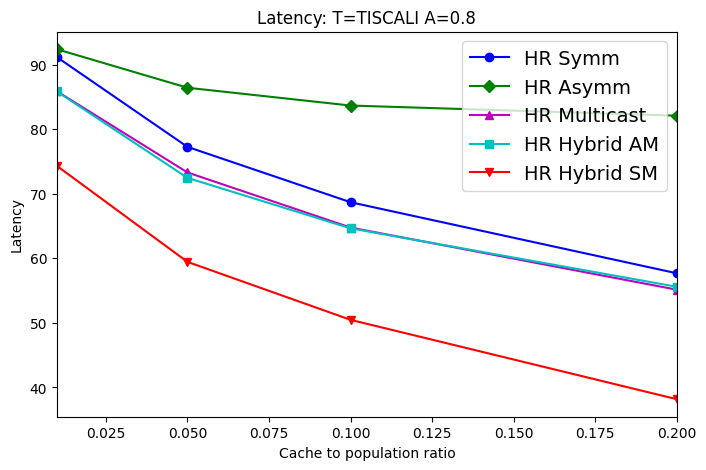 Latency: T=TISCALI A=0.8
HR Symm
HR Asymm
HR Multicast
HR Hybrid AM
HR Hybrid SM
Latency
90
80
70
60
50
40
0.025 0.050 0.075 0.100 0.125 0.150 0.175 0.200
Cache to population ratio